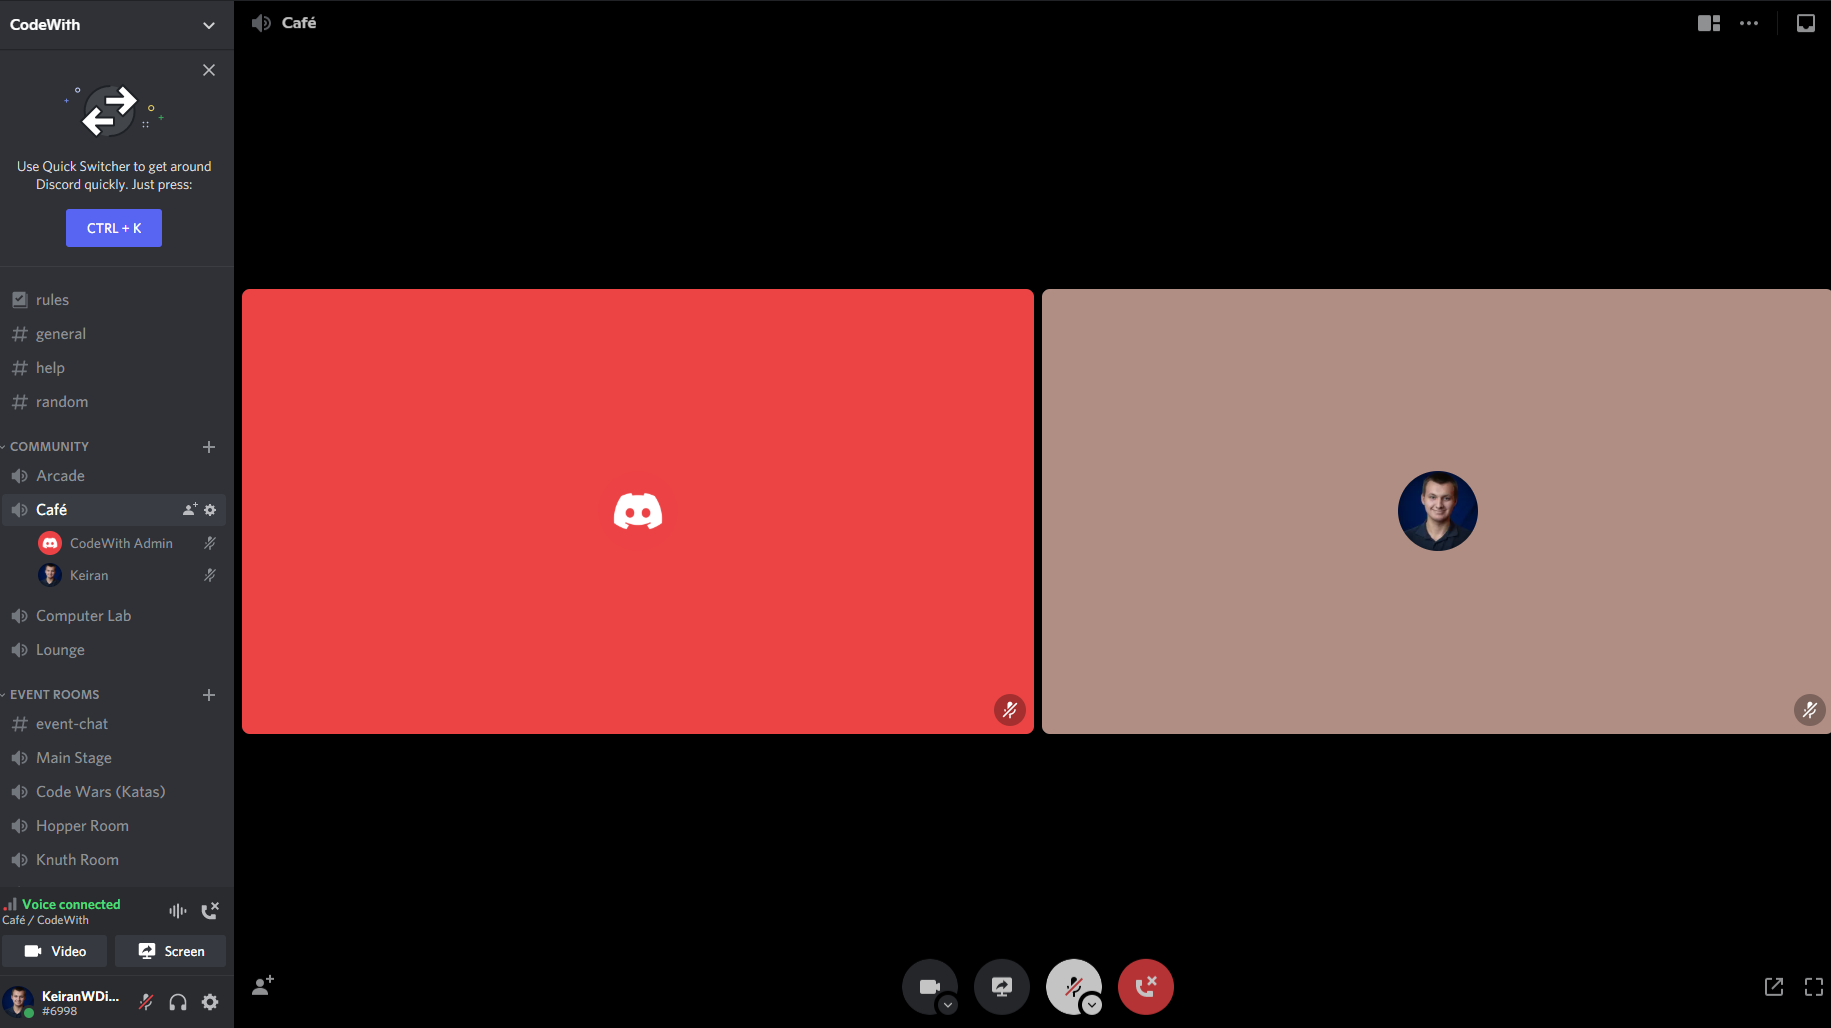 CodeWith
Café
Use Quick Switcher to get around
Discord quickly. Just press:
CTRL + K
rules
general
help
random
COMMUNITY
Arcade
Café
CodeWith Admin
Keiran
Computer Lab
Lounge
EVENT ROOMS
event-chat
Main Stage
Code Wars (Katas)
Hopper Room
Knuth Room
Voice connected
Café / CodeWith
Video
Screen
KeiranWDi...
#6998